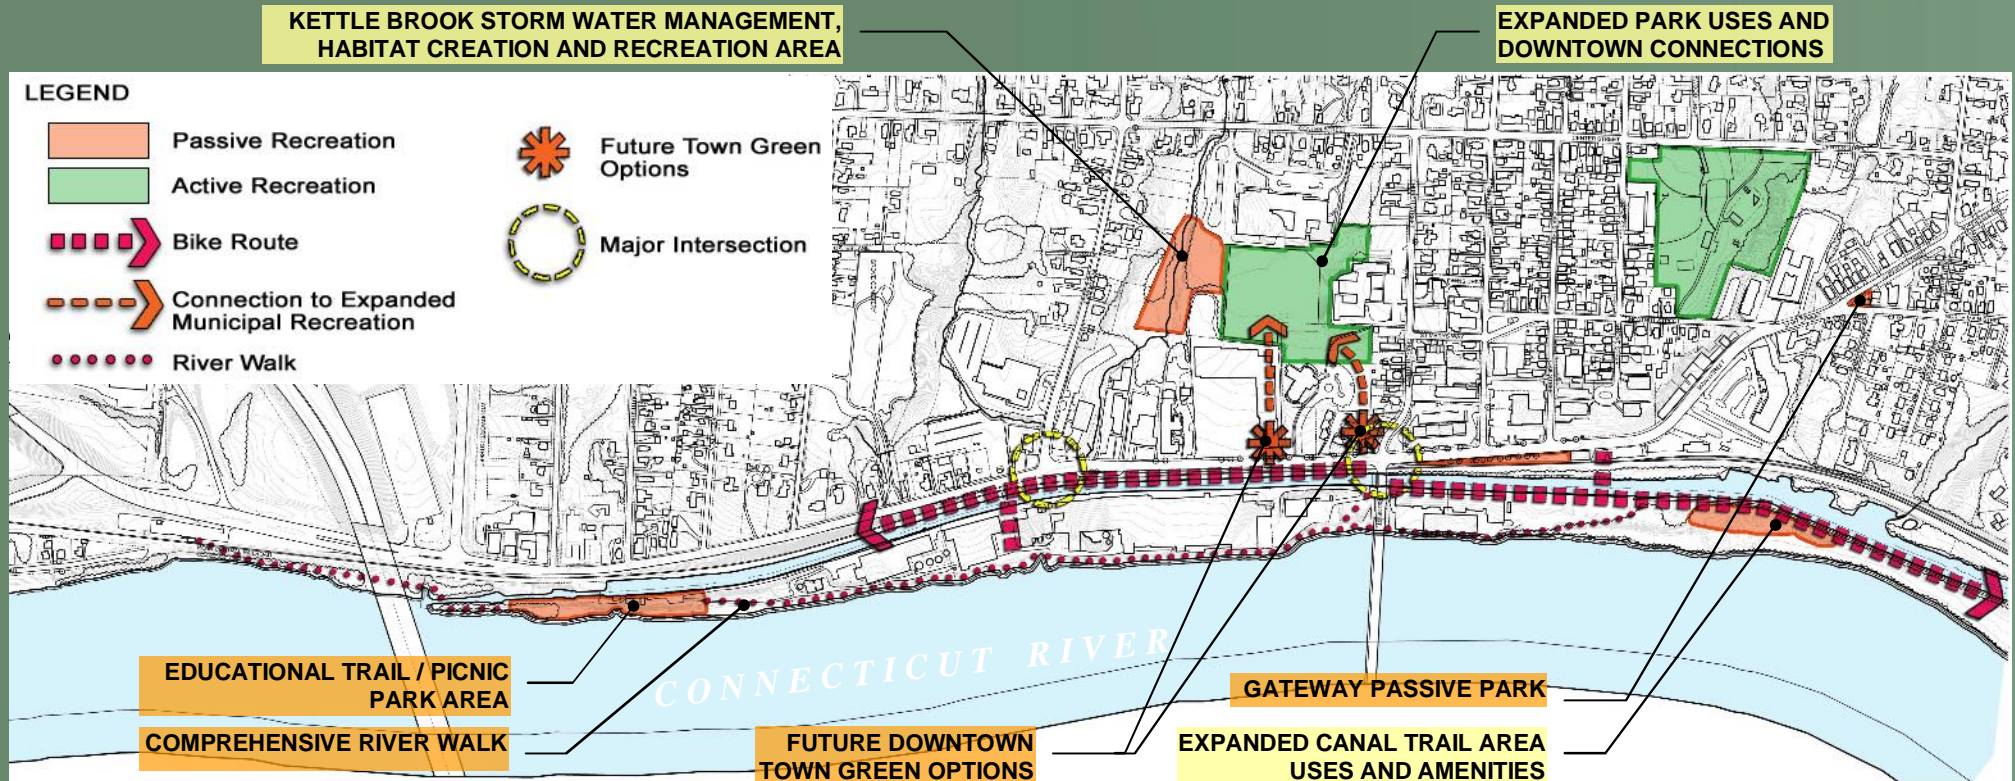 KETTLE BROOK STORM WATER MANAGEMENT,
HABITAT CREATION AND RECREATION AREA
EXPANDED PARK USES AND
DOWNTOWN CONNECTIONS
LEGEND
Passive Recreation
Active Recreation
Bike Route
Connection to Expanded
Municipal Recreation
River Walk
Future Town Green
Options
Major Intersection
CONNECTICUT RIVER
EDUCATIONAL TRAIL / PICNIC
PARK AREA
COMPREHENSIVE RIVER WALK
FUTURE DOWNTOWN
TOWN GREEN OPTIONS
GATEWAY PASSIVE PARK
EXPANDED CANAL TRAIL AREA
USES AND AMENITIES